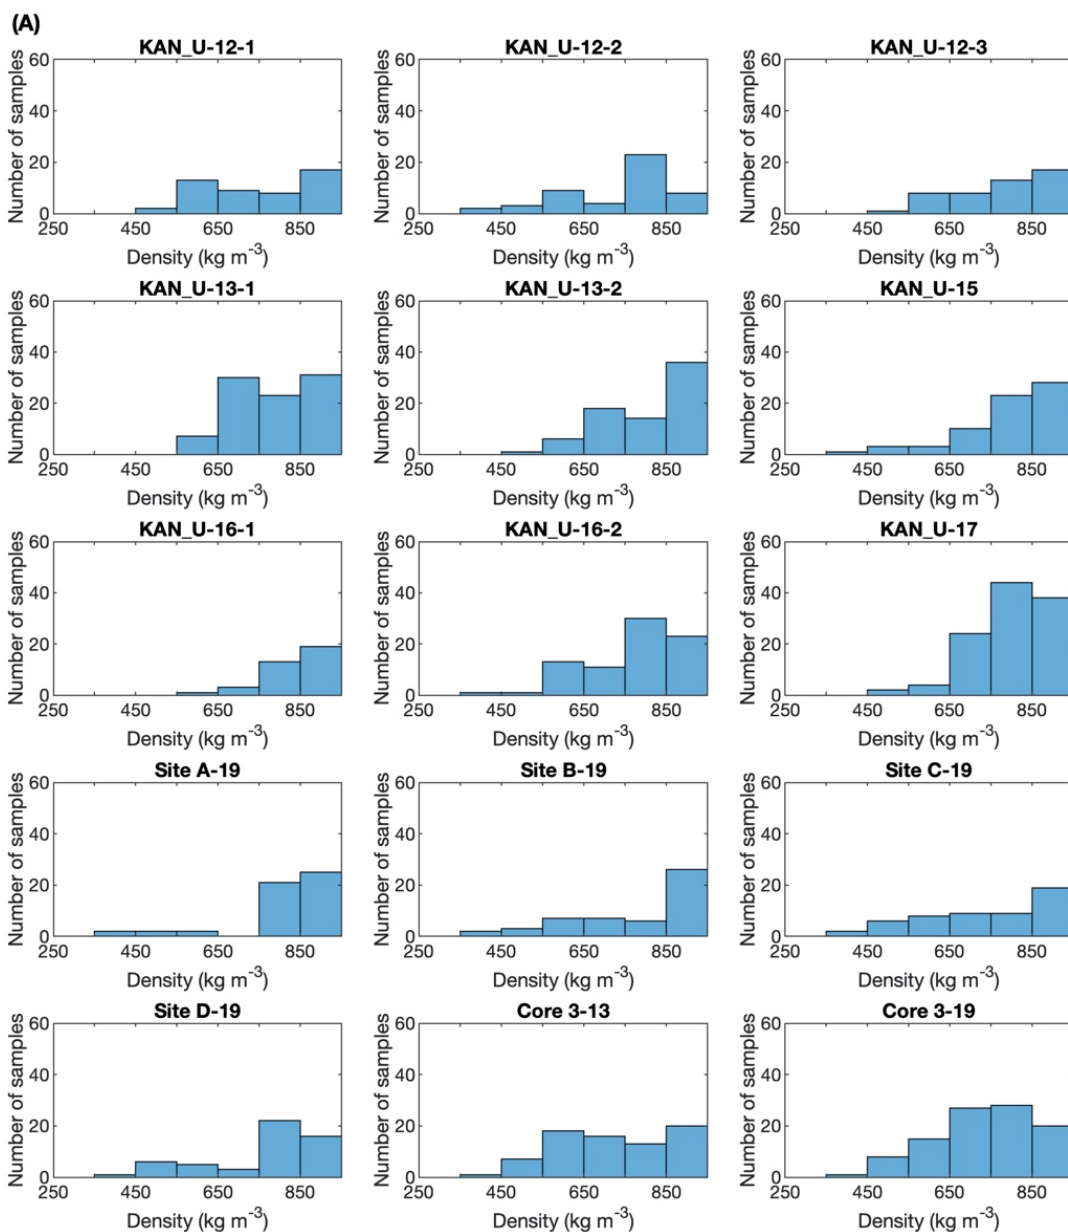 (A)
KAN_U-12-1 KAN_U-12-2 KAN_U-12-3
Number of samples Number of samples Number of samples
60 60 60
40 40 40
20 20 20
0 0 0
250 450 650 850 250 450 650 850 250 450 650 850
Density (kg m⁻³) Density (kg m⁻³) Density (kg m⁻³)
KAN_U-13-1 KAN_U-13-2 KAN_U-15
Number of samples Number of samples Number of samples
60 60 60
40 40 40
20 20 20
0 0 0
250 450 650 850 250 450 650 850 250 450 650 850
Density (kg m⁻³) Density (kg m⁻³) Density (kg m⁻³)
KAN_U-16-1 KAN_U-16-2 KAN_U-17
Number of samples Number of samples Number of samples
60 60 60
40 40 40
20 20 20
0 0 0
250 450 650 850 250 450 650 850 250 450 650 850
Density (kg m⁻³) Density (kg m⁻³) Density (kg m⁻³)
Site A-19 Site B-19 Site C-19
Number of samples Number of samples Number of samples
60 60 60
40 40 40
20 20 20
0 0 0
250 450 650 850 250 450 650 850 250 450 650 850
Density (kg m⁻³) Density (kg m⁻³) Density (kg m⁻³)
Site D-19 Core 3-13 Core 3-19
Number of samples Number of samples Number of samples
60 60 60
40 40 40
20 20 20
0 0 0
250 450 650 850 250 450 650 850 250 450 650 850
Density (kg m⁻³) Density (kg m⁻³) Density (kg m⁻³)